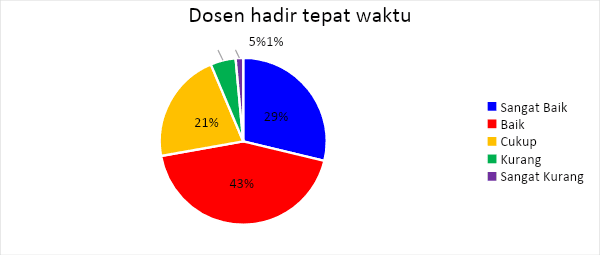 Dosen hadir tepat waktu
5%1%
29%
21%
43%
Sangat Baik
Baik
Cukup
Kurang
Sangat Kurang